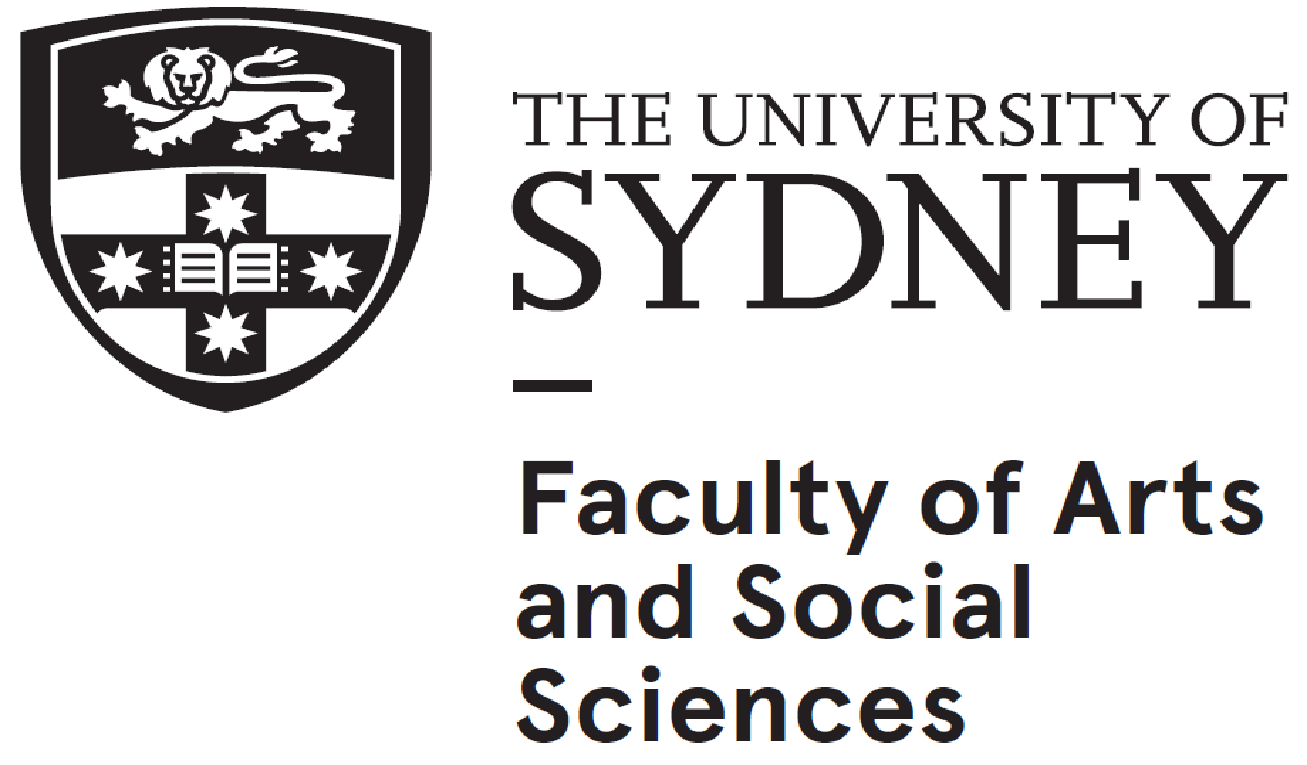 THE UNIVERSITY OF
SYDNEY
Faculty of Arts
and Social
Sciences